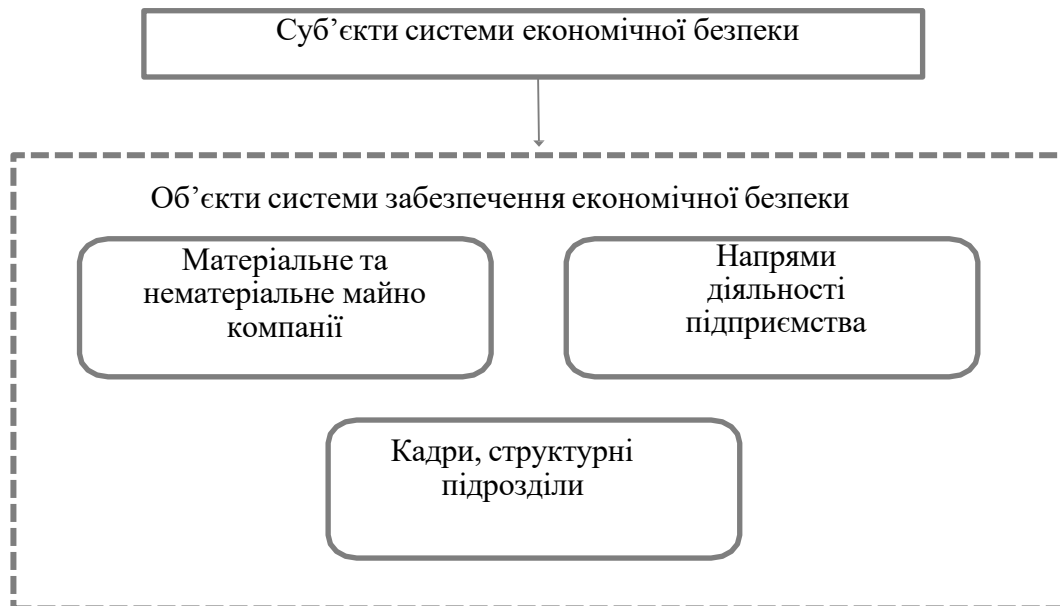 Суб’єкти системи економічної безпеки
Об’єкти системи забезпечення економічної безпеки
Матеріальне та
нематеріальне майно
компанії
Напрями
діяльності
підприємства
Кадри, структурні
підрозділи